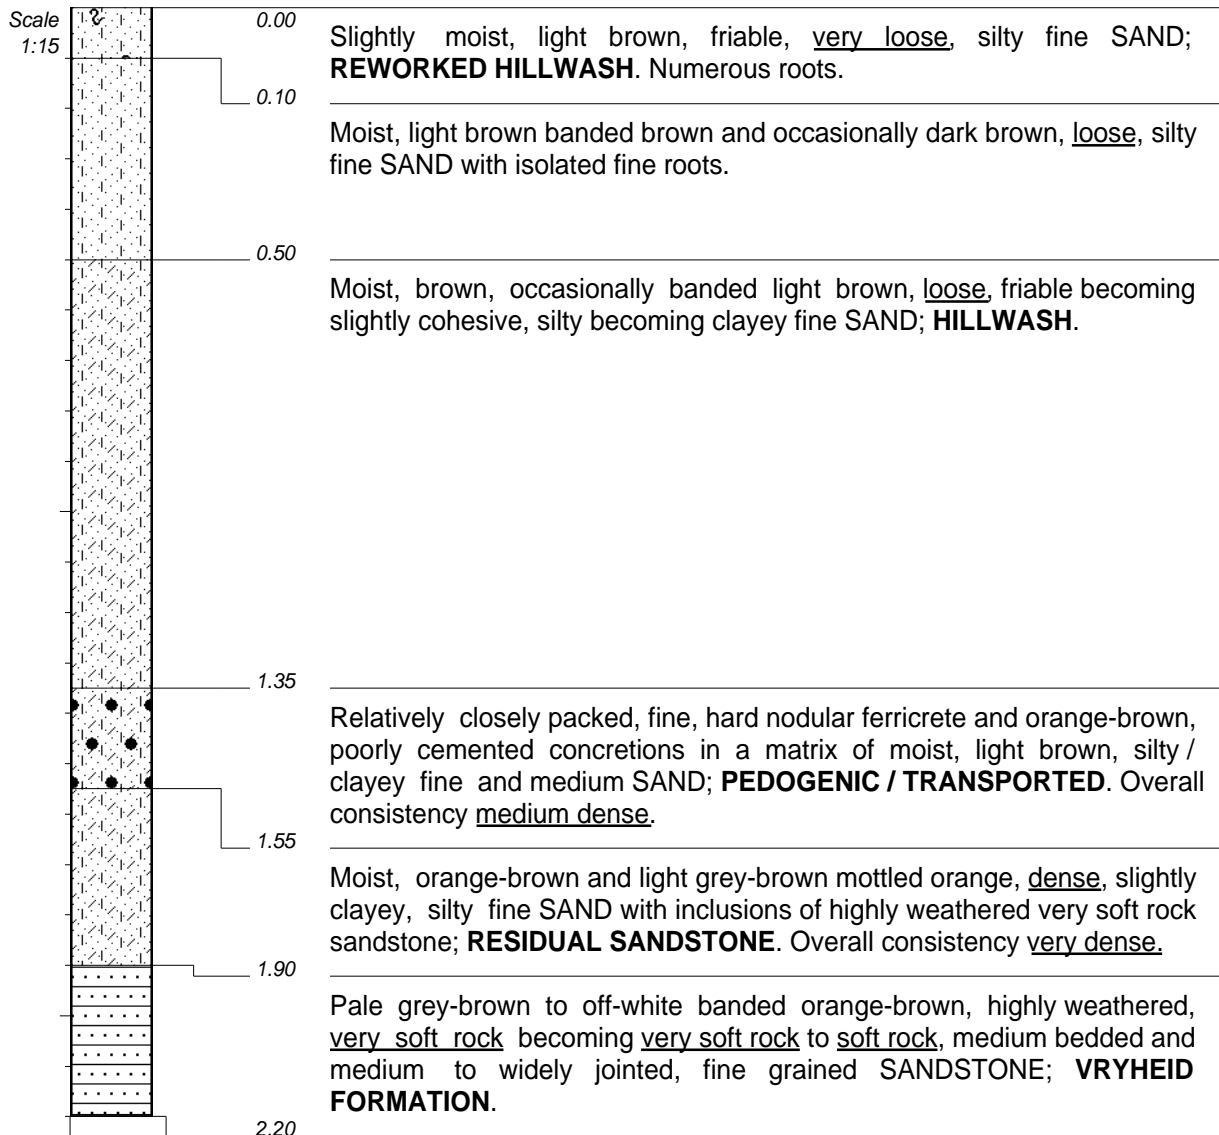 Scale
1:15
0.00
Slightly moist, light brown, friable, very loose, silty fine SAND;
REWORKED HILLWASH. Numerous roots.
0.10
Moist, light brown banded brown and occasionally dark brown, loose, silty
fine SAND with isolated fine roots.
0.50
Moist, brown, occasionally banded light brown, loose, friable becoming
slightly cohesive, silty becoming clayey fine SAND; HILLWASH.
1.35
Relatively closely packed, fine, hard nodular ferricrete and orange-brown,
poorly cemented concretions in a matrix of moist, light brown, silty /
clayey fine and medium SAND; PEDOGENIC / TRANSPORTED. Overall
consistency medium dense.
1.55
Moist, orange-brown and light grey-brown mottled orange, dense, slightly
clayey, silty fine SAND with inclusions of highly weathered very soft rock
sandstone; RESIDUAL SANDSTONE. Overall consistency very dense.
1.90
Pale grey-brown to off-white banded orange-brown, highly weathered,
very soft rock becoming very soft rock to soft rock, medium bedded and
medium to widely jointed, fine grained SANDSTONE; VRYHEID
FORMATION.
2.20